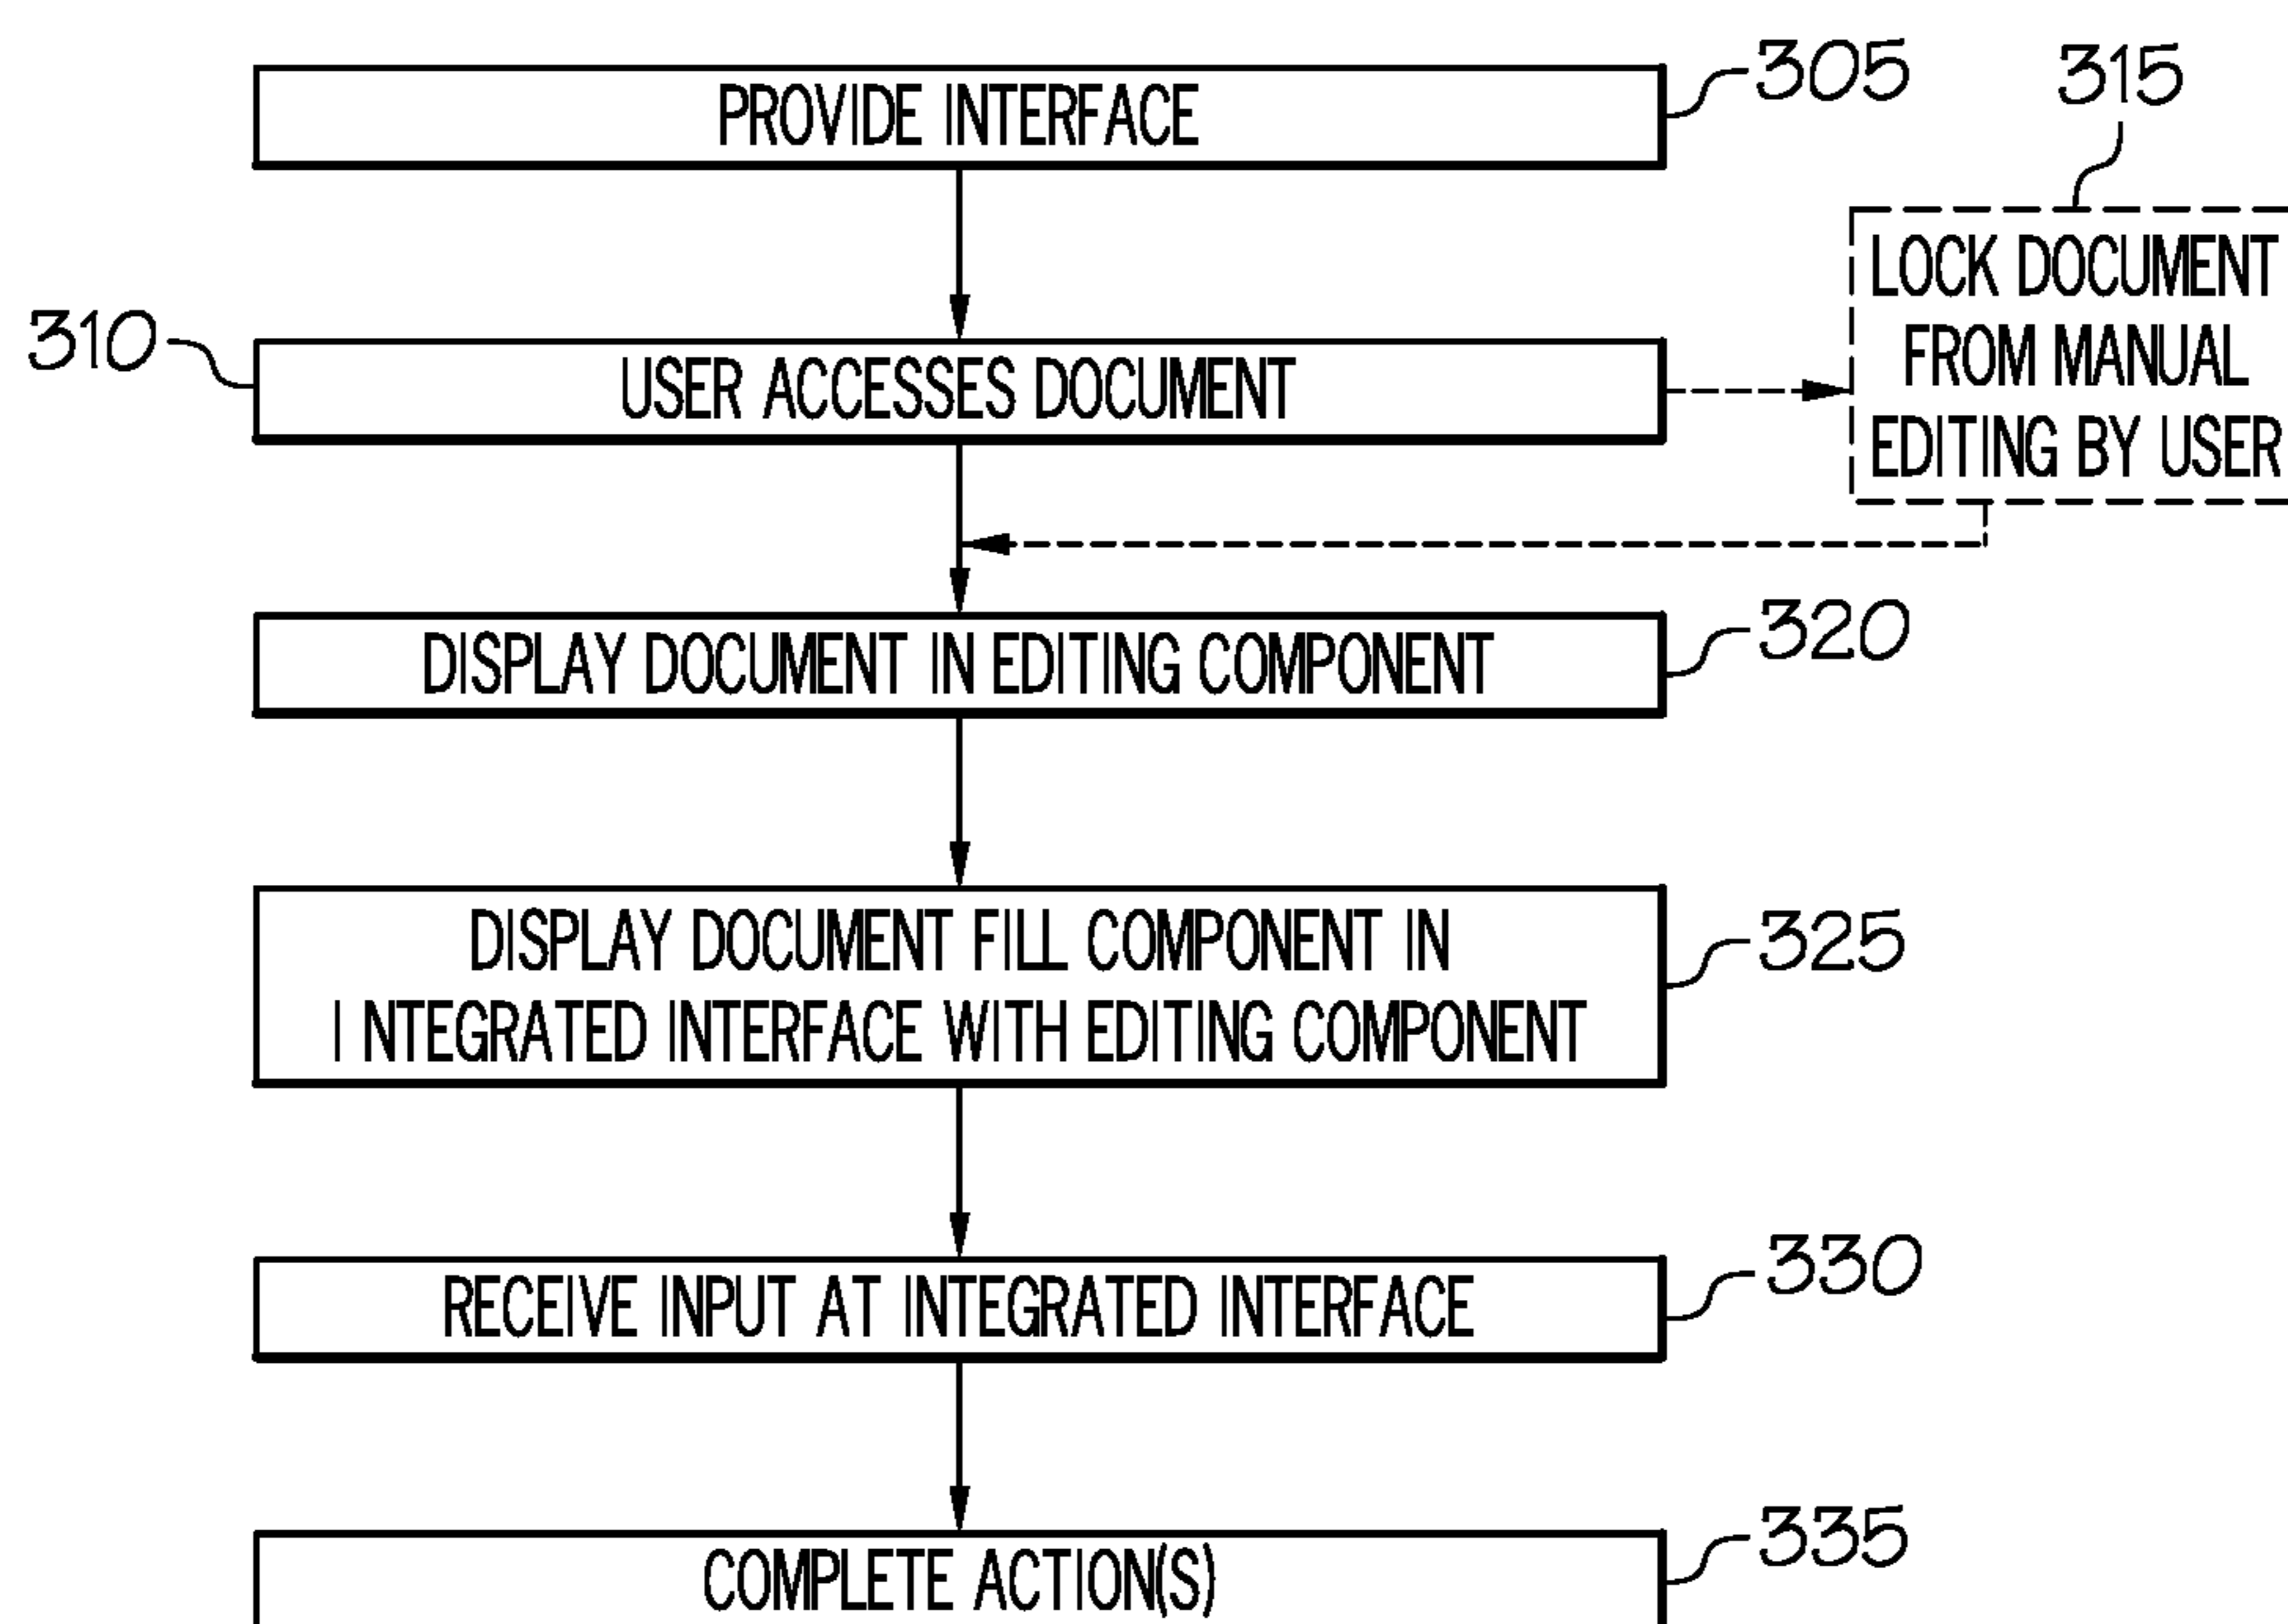 PROVIDE INTERFACE
305
315
LOCK DOCUMENT
FROM MANUAL
EDITING BY USER
310
USER ACCESSES DOCUMENT
DISPLAY DOCUMENT IN EDITING COMPONENT
320
DISPLAY DOCUMENT FILL COMPONENT IN
I NTEGRATED INTERFACE WITH EDITING COMPONENT
325
RECEIVE INPUT AT INTEGRATED INTERFACE
330
COMPLETE ACTION(S)
335